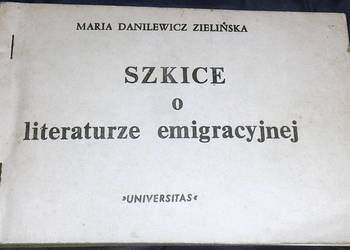 MARIA DANILEWICZ ZIELIŃSKA
SZKICE
o
literaturze emigracyjnej
»UNIVERSITAS«